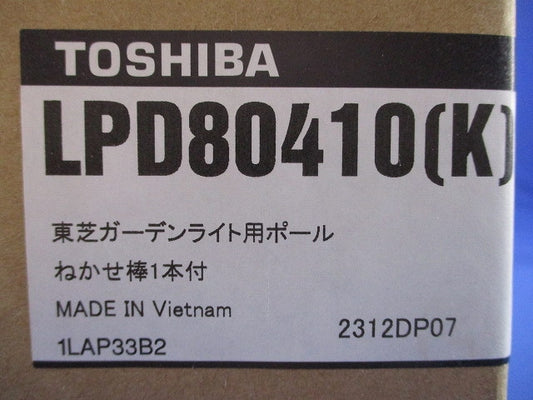 TOSHIBA
LPD80410(K)
東芝ガーデンライト用ポール
ねかせ棒1本付
MADE IN Vietnam
2312DP07
1LAP33B2